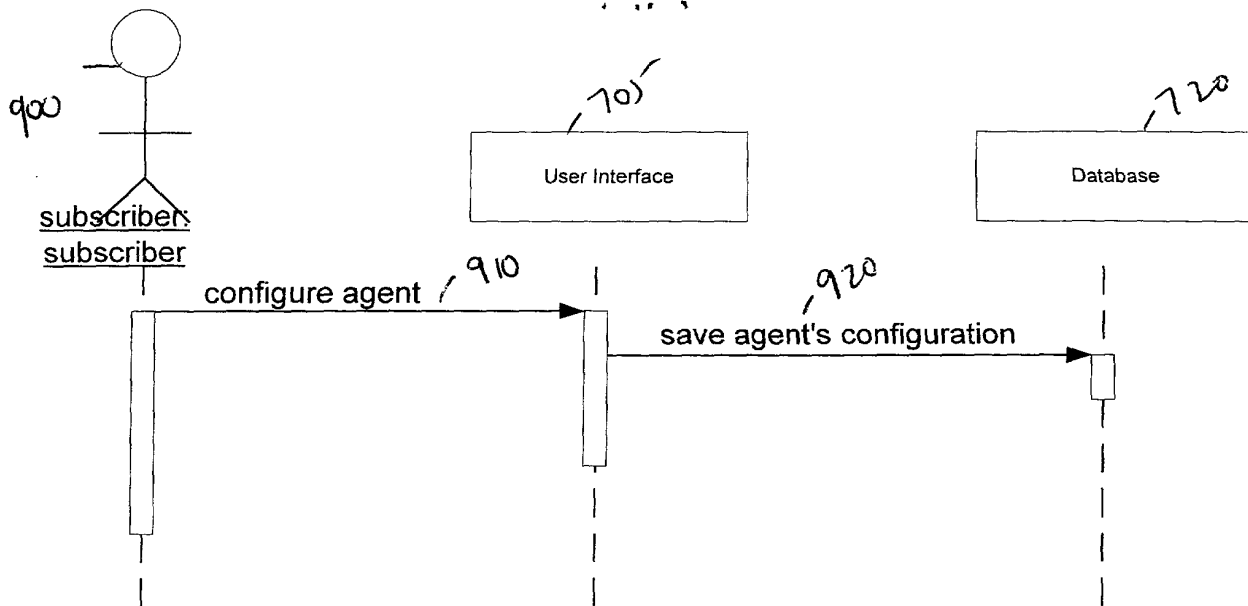 900
705
720
User Interface
Database
subscriber:
subscriber
configure agent
910
920
save agent's configuration